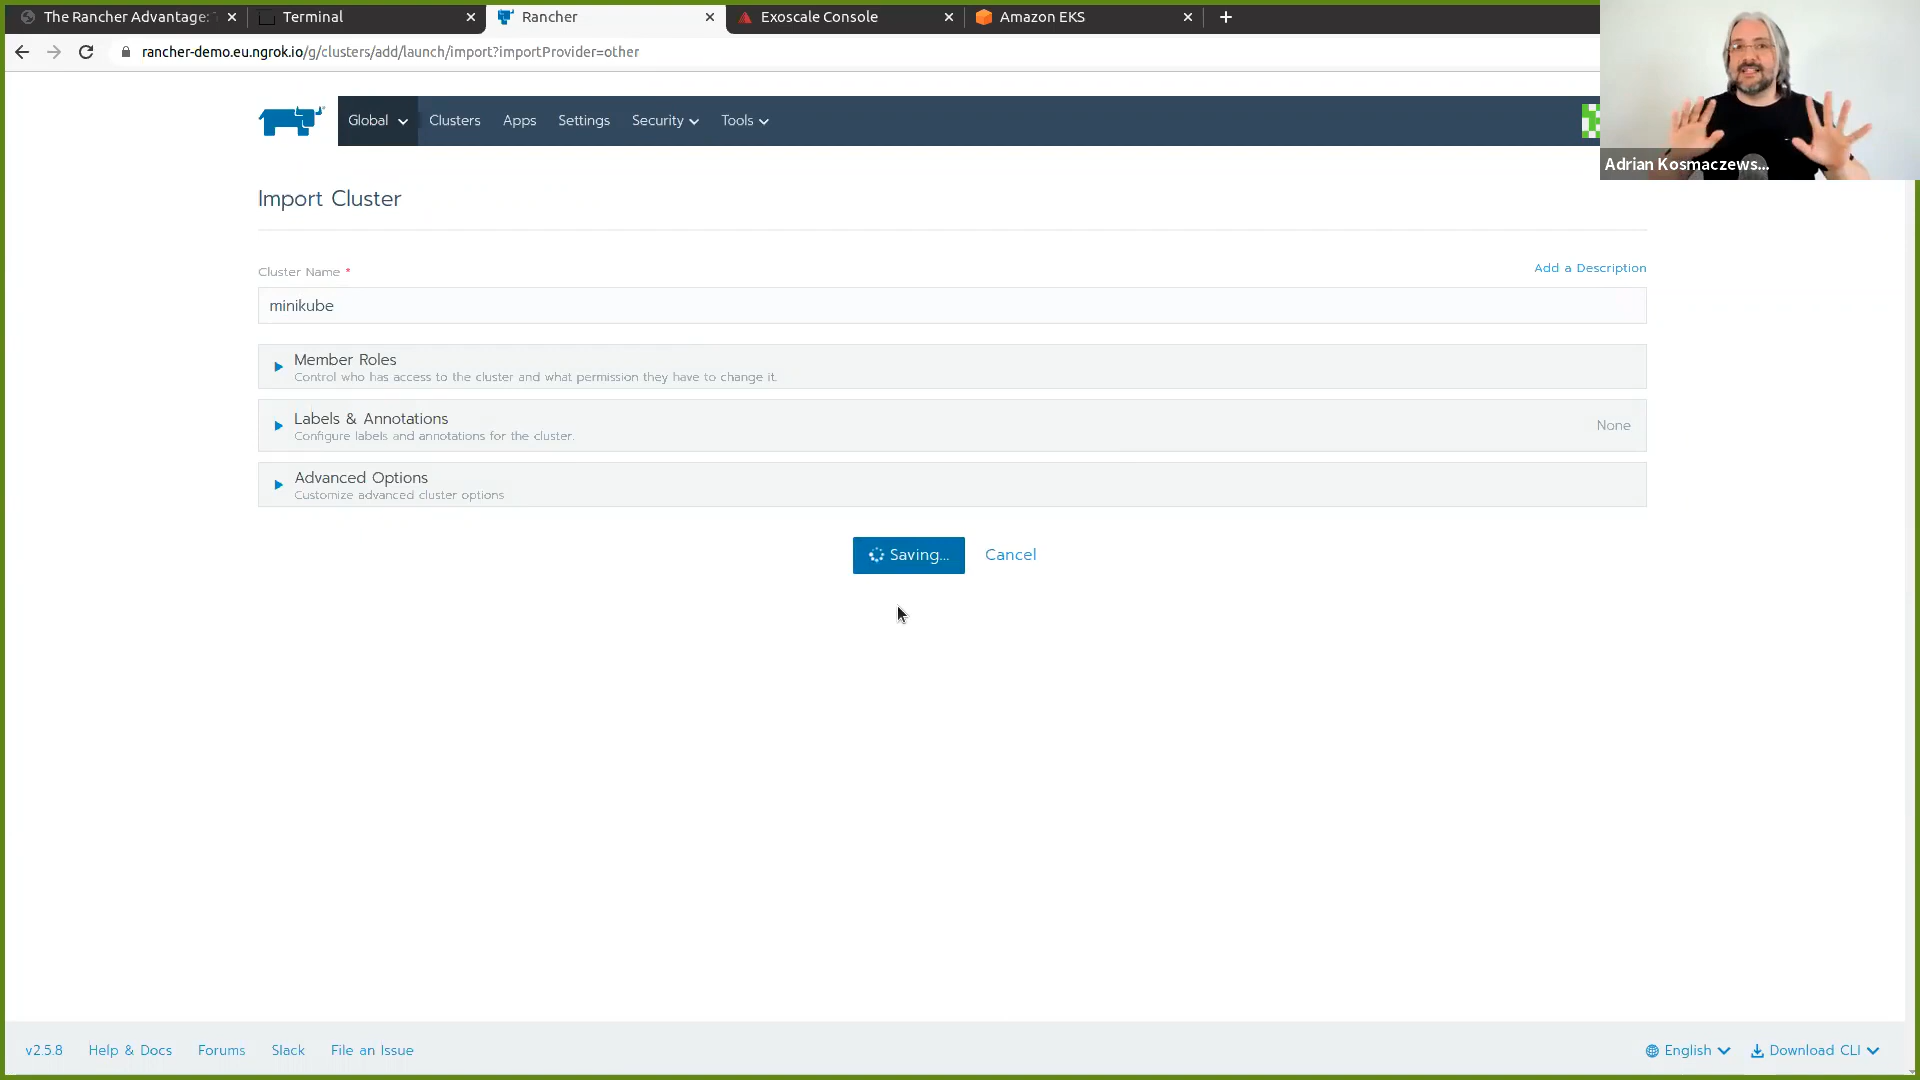 The Rancher Advantage:
Terminal
Rancher
Exoscale Console
Amazon EKS
rancher-demo.eu.ngrok.io/g/clusters/add/launch/import?importProvider=other
Global
Clusters
Apps
Settings
Security
Tools
Adrian Kosmaczews...
Import Cluster
Cluster Name *
Add a Description
minikube
Member Roles
Control who has access to the cluster and what permission they have to change it.
Labels & Annotations
Configure labels and annotations for the cluster.
None
Advanced Options
Customize advanced cluster options
Saving...
Cancel
v2.5.8
Help & Docs
Forums
Slack
File an Issue
English
Download CLI